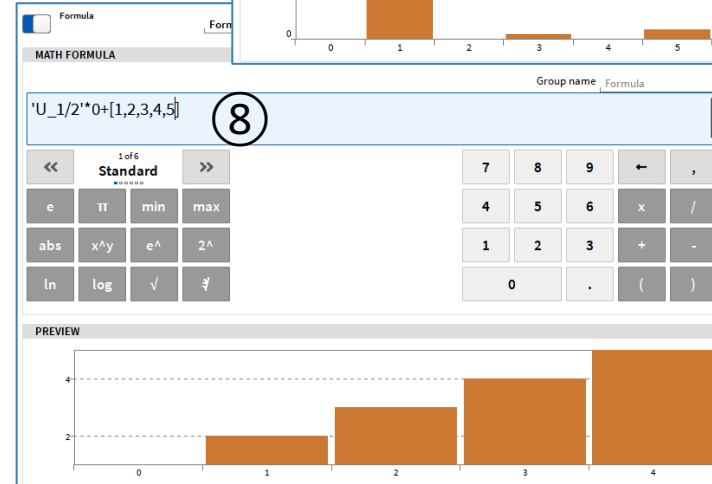 Formula
Form
0
0 1 2 3 4 5
MATH FORMULA
Group name Formula
'U_1/2'*0+[1,2,3,4,5]
8
<< 1 of 6 >>
Standard
7 8 9 ← ,
e π min max 4 5 6 x /
abs x^y e^ 2^ 1 2 3 + -
ln log √ ∛ 0 . ( )
PREVIEW
4
2
0 1 2 3 4